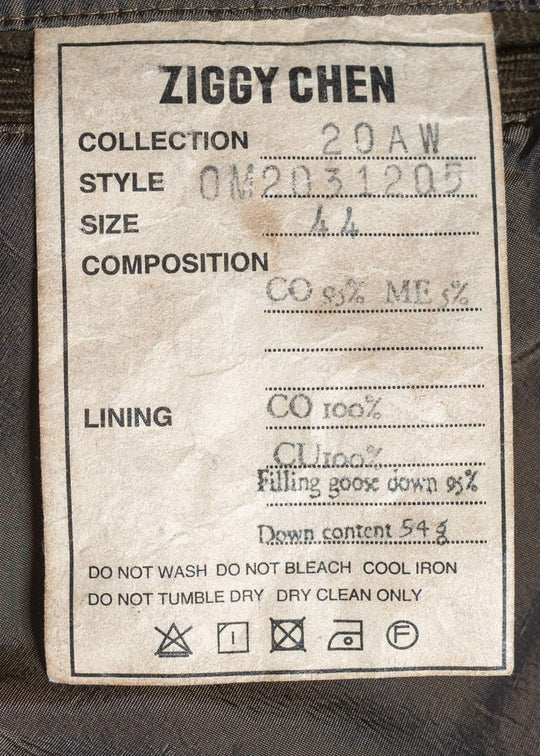 ZIGGY CHEN
COLLECTION 20AW
STYLE 0M2031205
SIZE 44
COMPOSITION
CO 95% ME 5%
LINING CO 100%
CU100%
Filling goose down 95%
Down content 54g
DO NOT WASH DO NOT BLEACH COOL IRON
DO NOT TUMBLE DRY DRY CLEAN ONLY
F